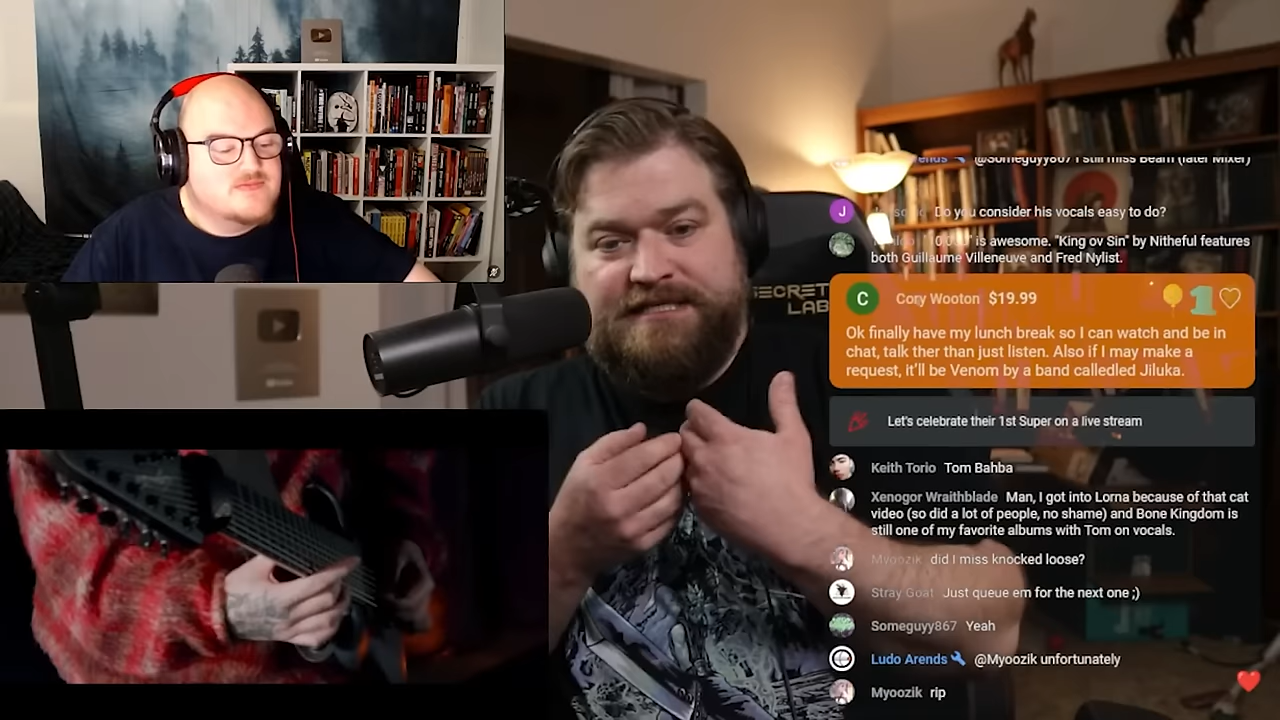 SECRET
LAB
@Someguyy867 I still miss Beam (later Mixer)
Do you consider his vocals easy to do?
is awesome. "King ov Sin" by Nitheful features
both Guillaume Villeneuve and Fred Nylist.
C Cory Wooton $19.99
Ok finally have my lunch break so I can watch and be in
chat, talk ther than just listen. Also if I may make a
request, it'll be Venom by a band calledled Jiluka.
Let's celebrate their 1st Super on a live stream
Keith Torio Tom Bahba
Xenogor Wraithblade Man, I got into Lorna because of that cat
video (so did a lot of people, no shame) and Bone Kingdom is
still one of my favorite albums with Tom on vocals.
Myoozik did I miss knocked loose?
Stray Goat Just queue em for the next one ;)
Someguyy867 Yeah
Ludo Arends @Myoozik unfortunately
Myoozik rip